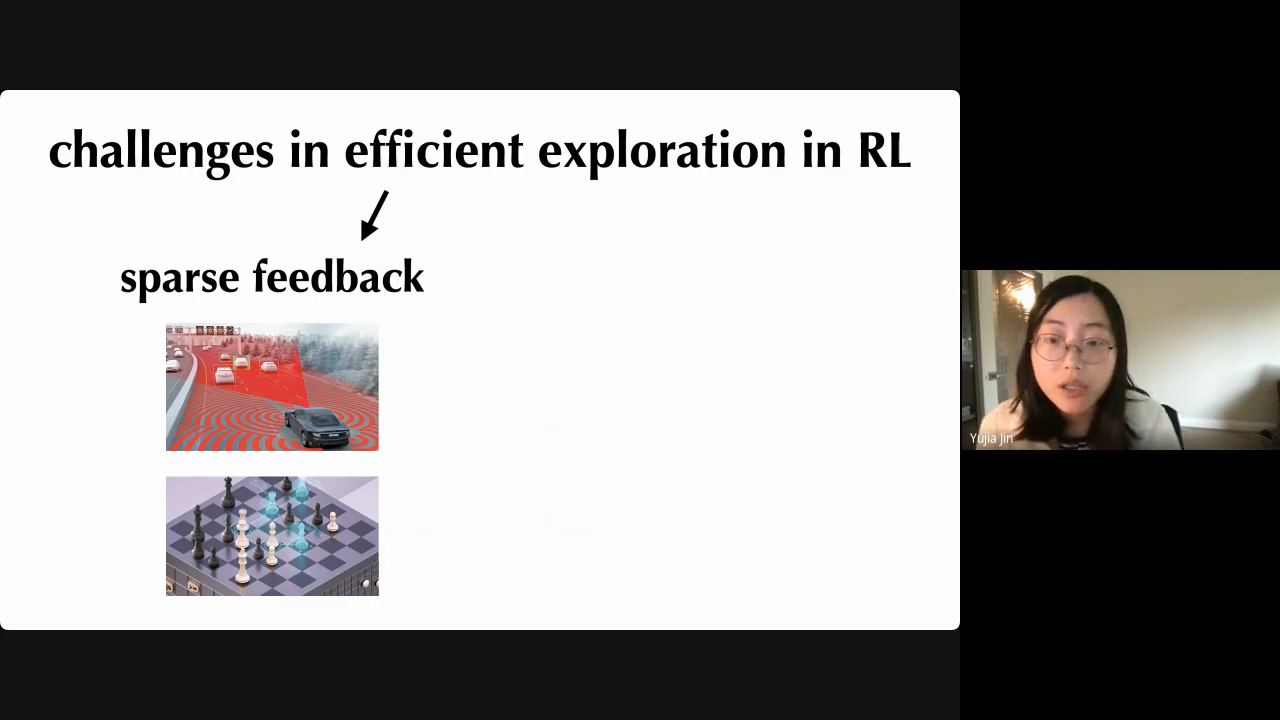 challenges in efficient exploration in RL
sparse feedback
Yujia Jin